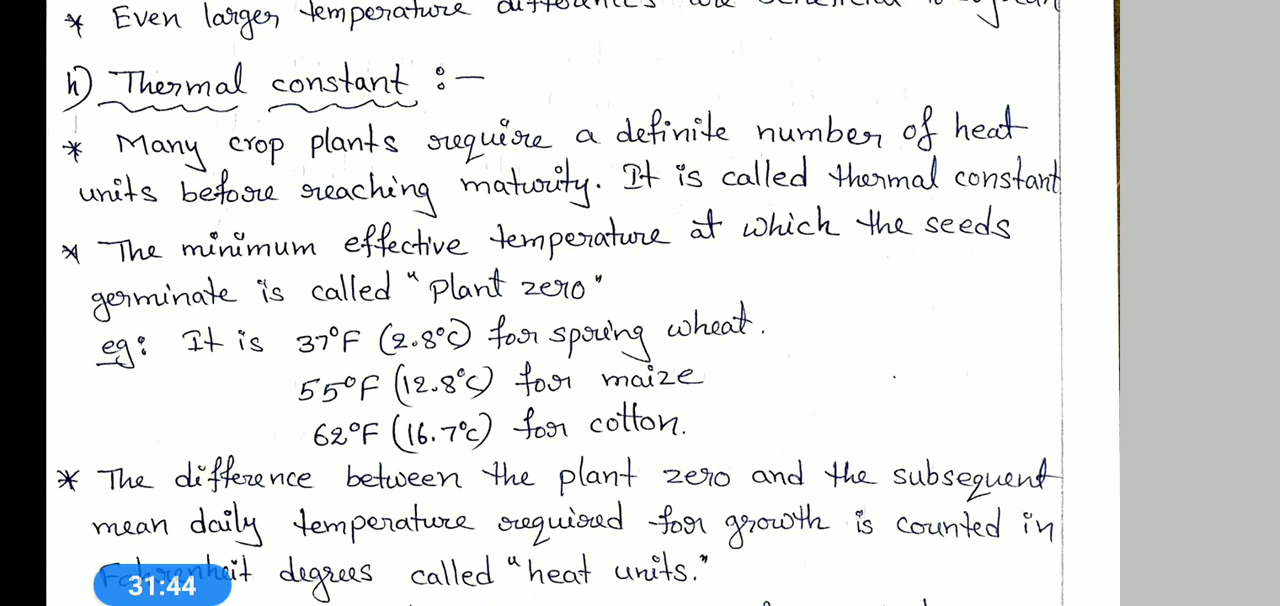 * Even larger temperature
h) Thermal constant :-
* Many crop plants require a definite number of heat
units before reaching maturity. It is called thermal constant
* The minimum effective temperature at which the seeds
germinate is called "plant zero"
eg: It is 37°F (2.8°C) for spring wheat.
55°F (12.8°C) for maize
62°F (16.7°C) for cotton.
* The difference between the plant zero and the subsequent
mean daily temperature required for growth is counted in
Fahrenheit degrees called "heat units."
31:44